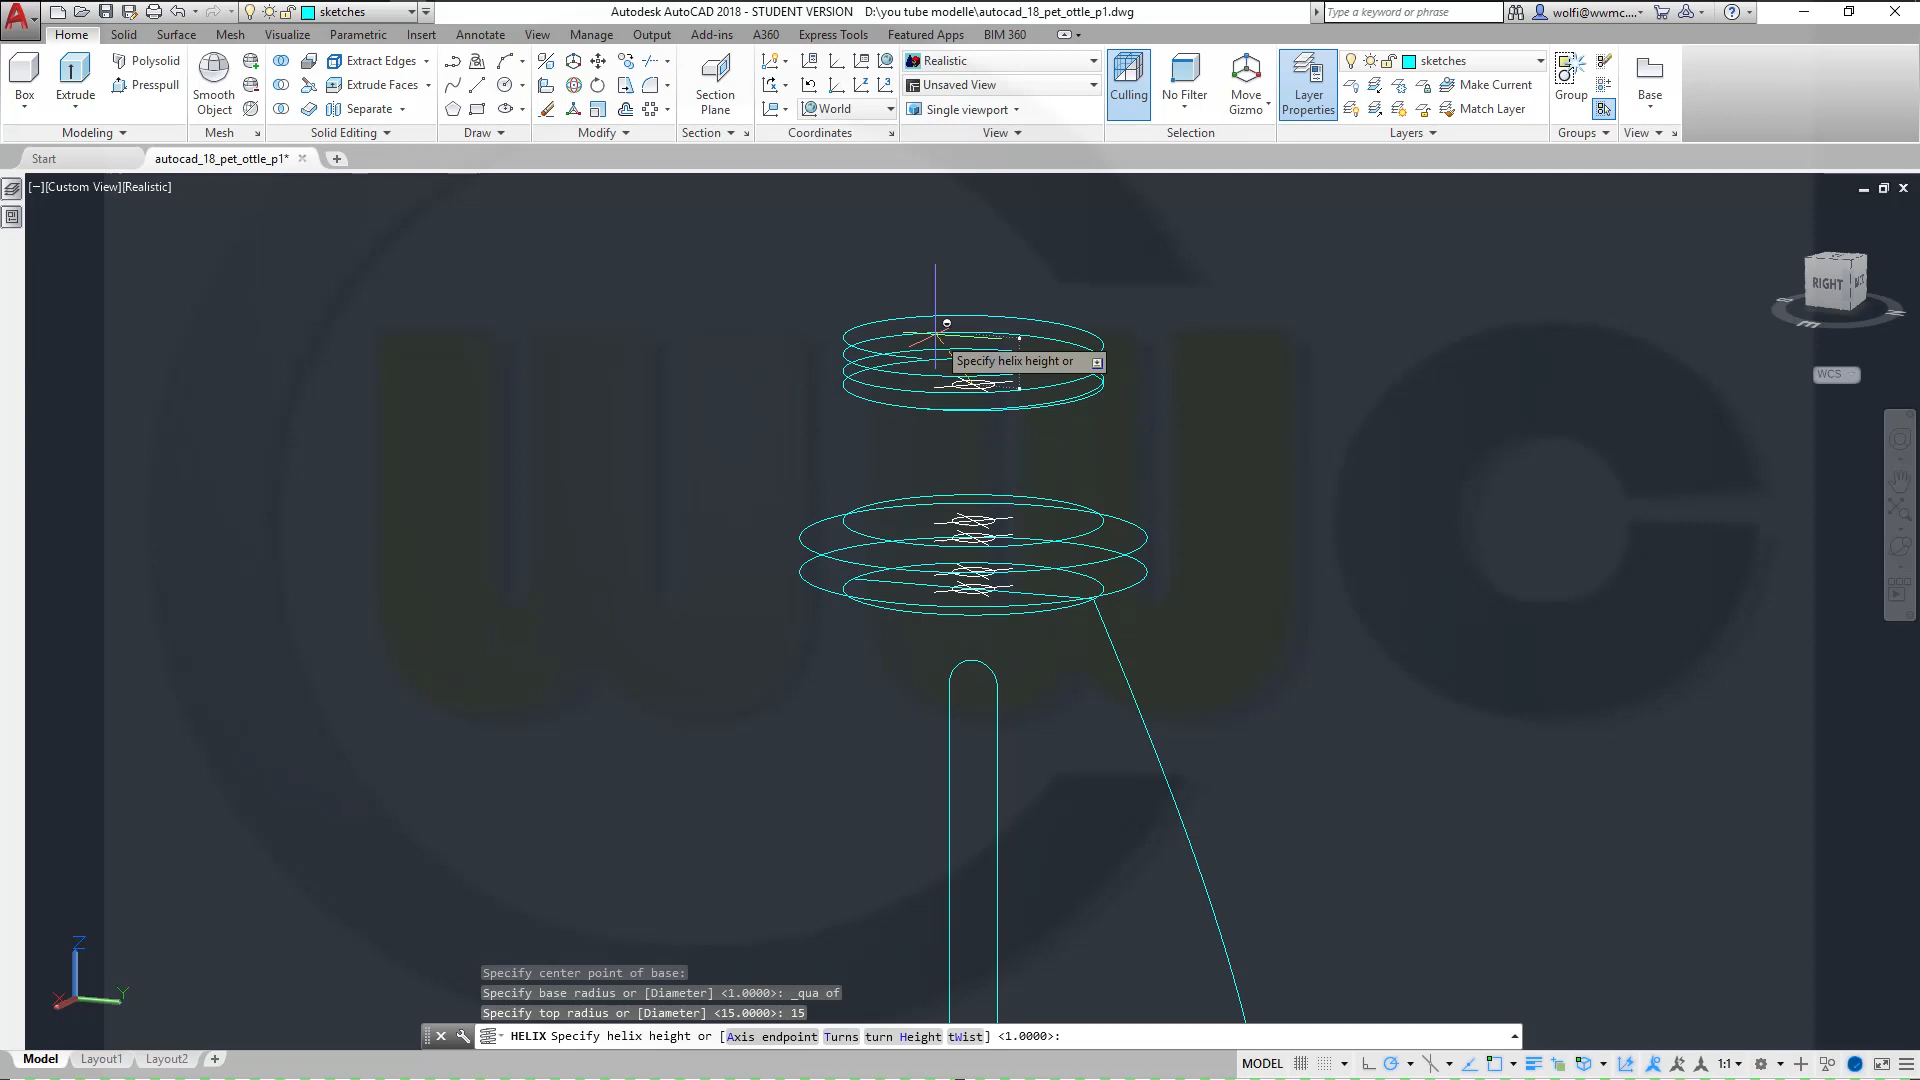 sketches
Autodesk AutoCAD 2018 - STUDENT VERSION D:\you tube modelle\autocad_18_pet_ottle_p1.dwg
Type a keyword or phrase
wolfi@wwmc....
Home Solid Surface Mesh Visualize Parametric Insert Annotate View Manage Output Add-ins A360 Express Tools Featured Apps BIM 360
Box
Extrude
Polysolid
Presspull
Smooth Object
Extract Edges
Extrude Faces
Separate
Section Plane
World
Realistic
Unsaved View
Single viewport
Culling
No Filter
Move Gizmo
Layer Properties
sketches
Make Current
Match Layer
Group
Base
Modeling Mesh Solid Editing Draw Modify Section Coordinates View Selection Layers Groups View
Start autocad_18_pet_ottle_p1*
[−][Custom View][Realistic]
RIGHT
WCS
Specify helix height or
Z
X
Y
Specify center point of base:
Specify base radius or [Diameter] <1.0000>: _qua of
Specify top radius or [Diameter] <15.0000>: 15
HELIX Specify helix height or [Axis endpoint Turns turn Height tWist] <1.0000>:
Model Layout1 Layout2
MODEL 1:1